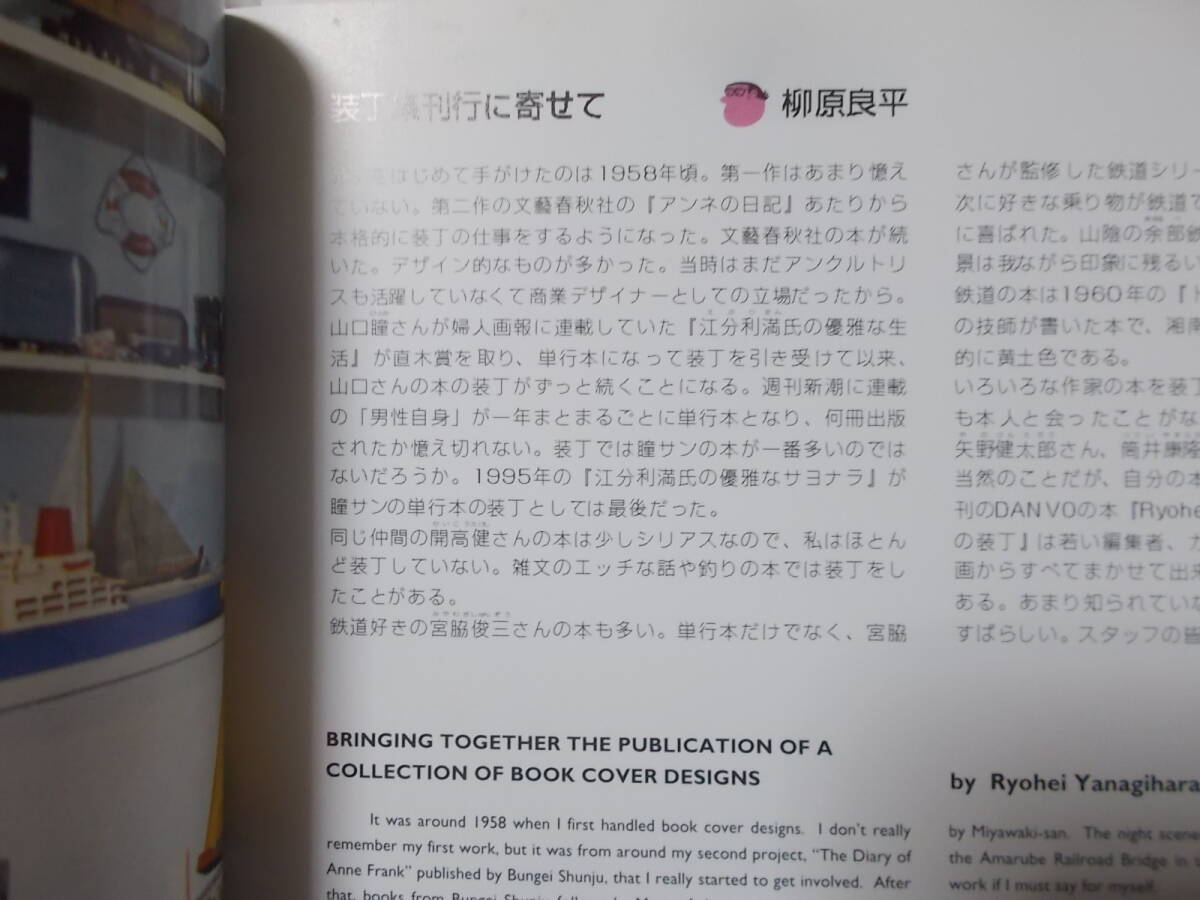 装丁集刊行に寄せて
柳原良平
はじめて手がけたのは1958年頃。第一作はあまり憶え
ていない。第二作の文藝春秋社の『アンネの日記』あたりから
本格的に装丁の仕事をするようになった。文藝春秋社の本が続
いた。デザイン的なものが多かった。当時はまだアンクルトリ
スも活躍していなくて商業デザイナーとしての立場だったから。
山口瞳さんが婦人画報に連載していた『江分利満氏の優雅な生
活』が直木賞を取り、単行本になって装丁を引き受けて以来、
山口さんの本の装丁がずっと続くことになる。週刊新潮に連載
の「男性自身」が一年まとまるごとに単行本となり、何冊出版
されたか憶え切れない。装丁では瞳サンの本が一番多いのでは
ないだろうか。1995年の『江分利満氏の優雅なサヨナラ』が
瞳サンの単行本の装丁としては最後だった。
同じ仲間の開高健さんの本は少しシリアスなので、私はほとん
ど装丁していない。雑文のエッチな話や釣りの本では装丁をし
たことがある。
鉄道好きの宮脇俊三さんの本も多い。単行本だけでなく、宮脇
さんが監修した鉄道シリー
次に好きな乗り物が鉄道で
に喜ばれた。山陰の余部鉄
景は我ながら印象に残るい
鉄道の本は1960年の『
の技師が書いた本で、湘南
的に黄土色である。
いろいろな作家の本を装丁
も本人と会ったことがな
矢野健太郎さん、筒井康隆
当然のことだが、自分の本
刊のDANVOの本『Ryohe
の装丁』は若い編集者、カ
画からすべてまかせて出来
ある。あまり知られていな
すばらしい。スタッフの皆
BRINGING TOGETHER THE PUBLICATION OF A
COLLECTION OF BOOK COVER DESIGNS
by Ryohei Yanagihara
It was around 1958 when I first handled book cover designs. I don't really
remember my first work, but it was from around my second project, "The Diary of
Anne Frank" published by Bungei Shunju, that I really started to get involved. After
that, books from Bungei Shunju
by Miyawaki-san. The night scene
the Amarube Railroad Bridge in
work if I must say for myself.